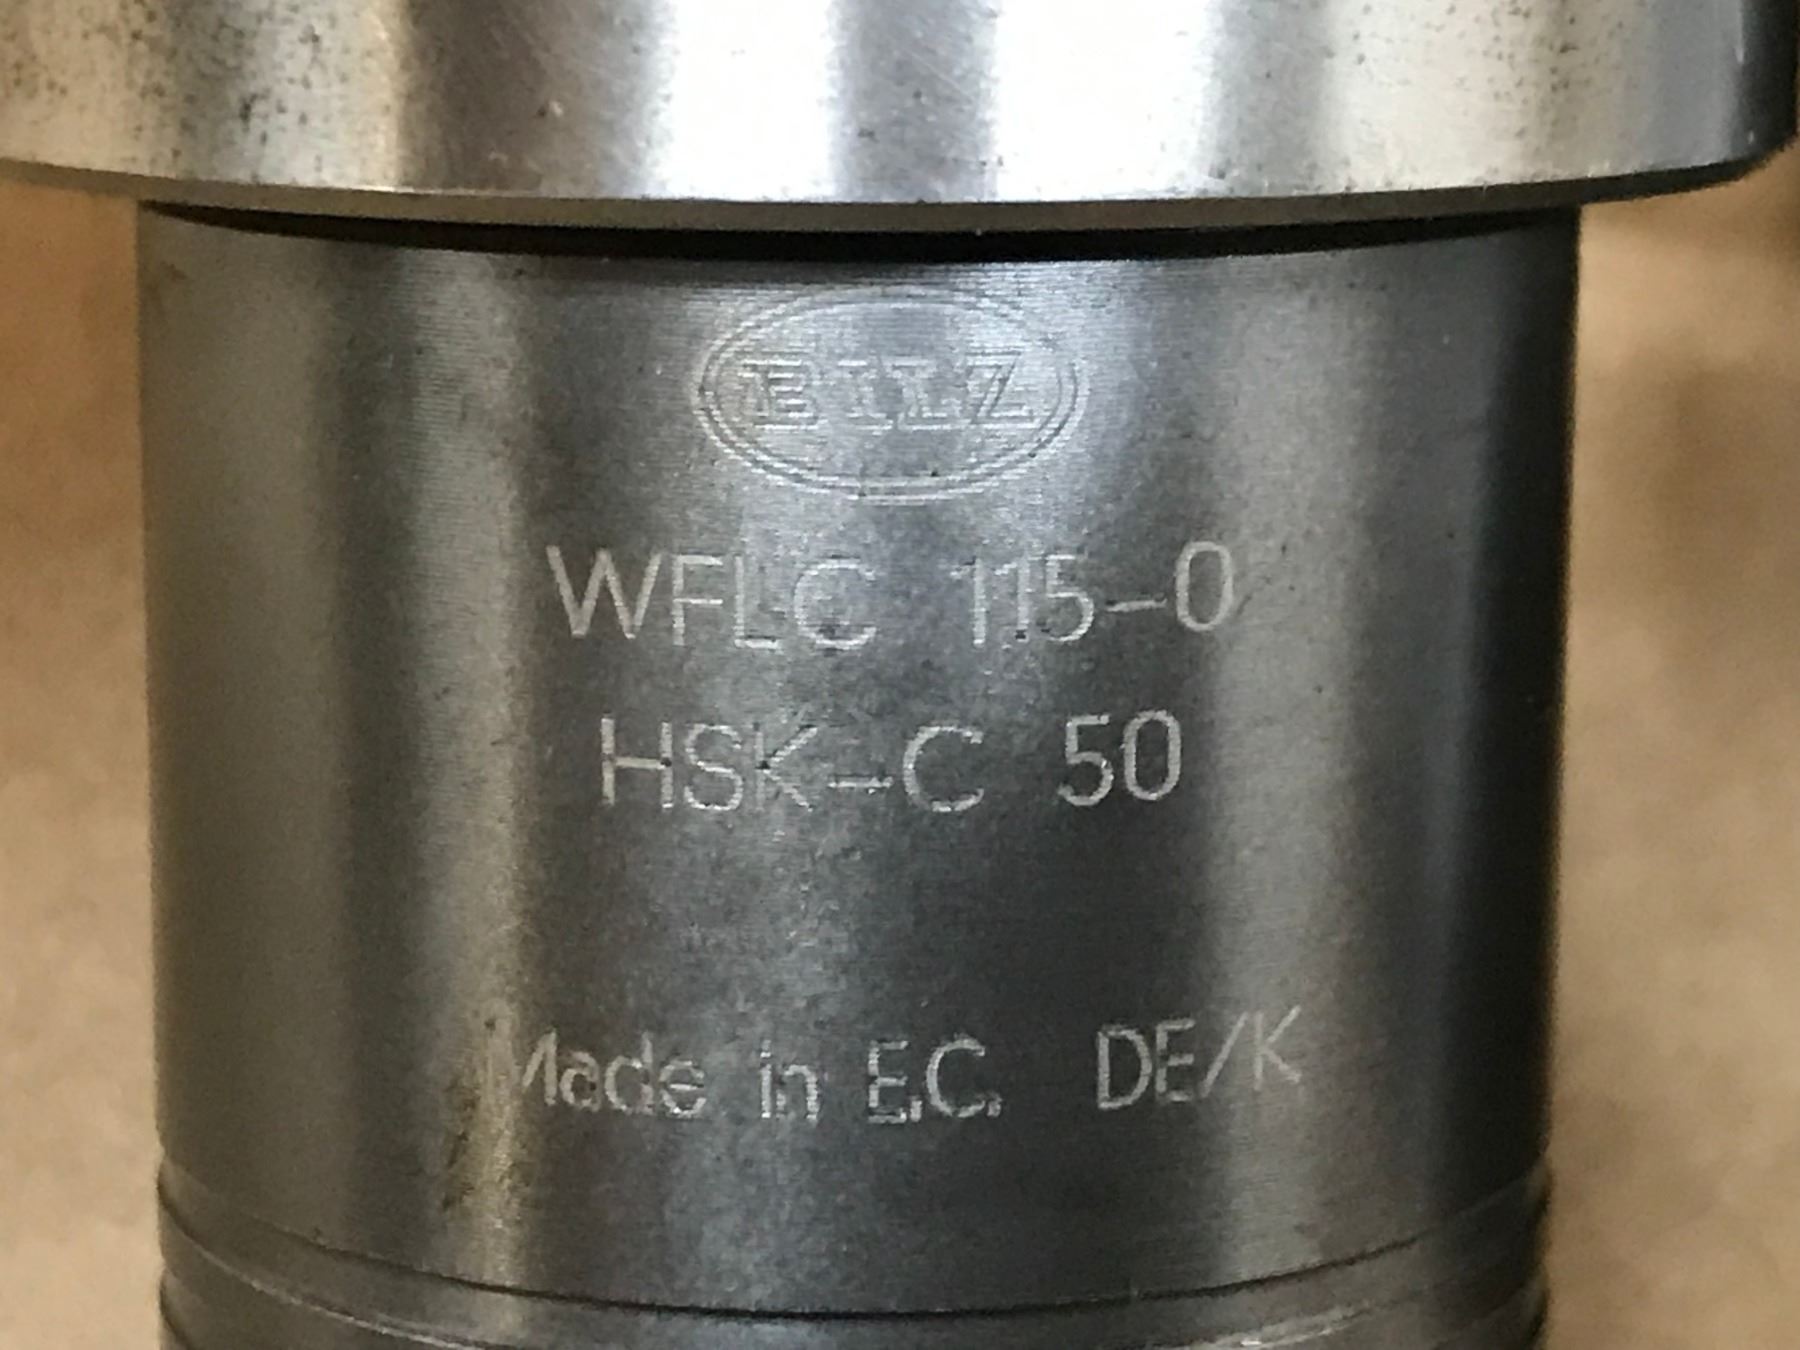 BILZ
WFLC 115-0
HSK-C 50
Made in E.C. DE/K